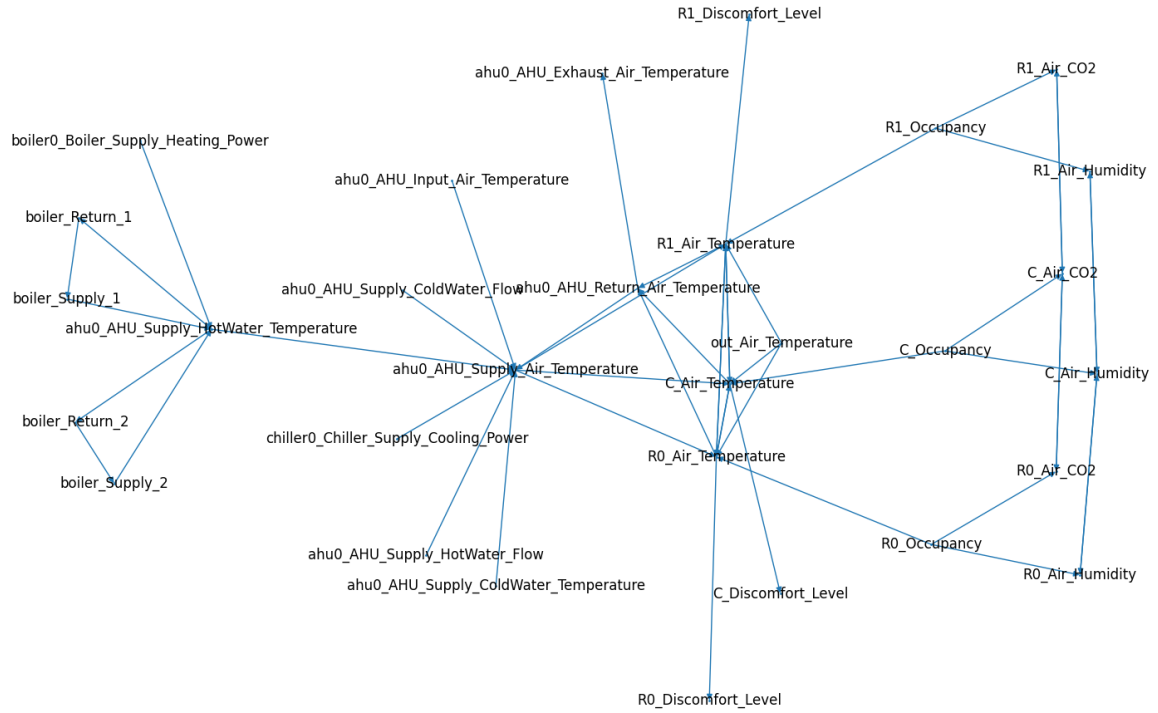 R1_Discomfort_Level
R1_Air_CO2
ahu0_AHU_Exhaust_Air_Temperature
R1_Occupancy
boiler0_Boiler_Supply_Heating_Power
R1_Air_Humidity
ahu0_AHU_Input_Air_Temperature
boiler_Return_1
R1_Air_Temperature
C_Air_CO2
ahu0_AHU_Supply_ColdWater_Flow
ahu0_AHU_Return_Air_Temperature
boiler_Supply_1
ahu0_AHU_Supply_HotWater_Temperature
out_Air_Temperature
C_Occupancy
ahu0_AHU_Supply_Air_Temperature
C_Air_Temperature
C_Air_Humidity
boiler_Return_2
chiller0_Chiller_Supply_Cooling_Power
R0_Air_Temperature
R0_Air_CO2
boiler_Supply_2
R0_Occupancy
ahu0_AHU_Supply_HotWater_Flow
R0_Air_Humidity
ahu0_AHU_Supply_ColdWater_Temperature
C_Discomfort_Level
R0_Discomfort_Level